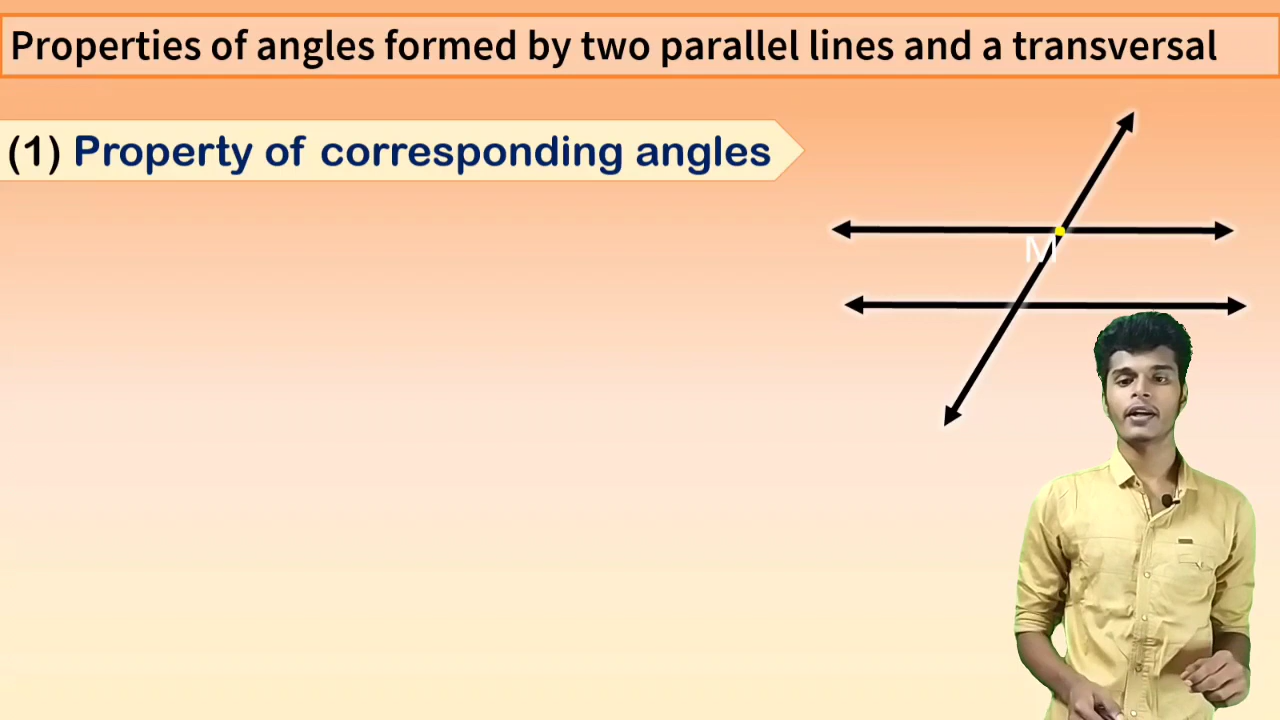 Properties of angles formed by two parallel lines and a transversal
(1) Property of corresponding angles
M